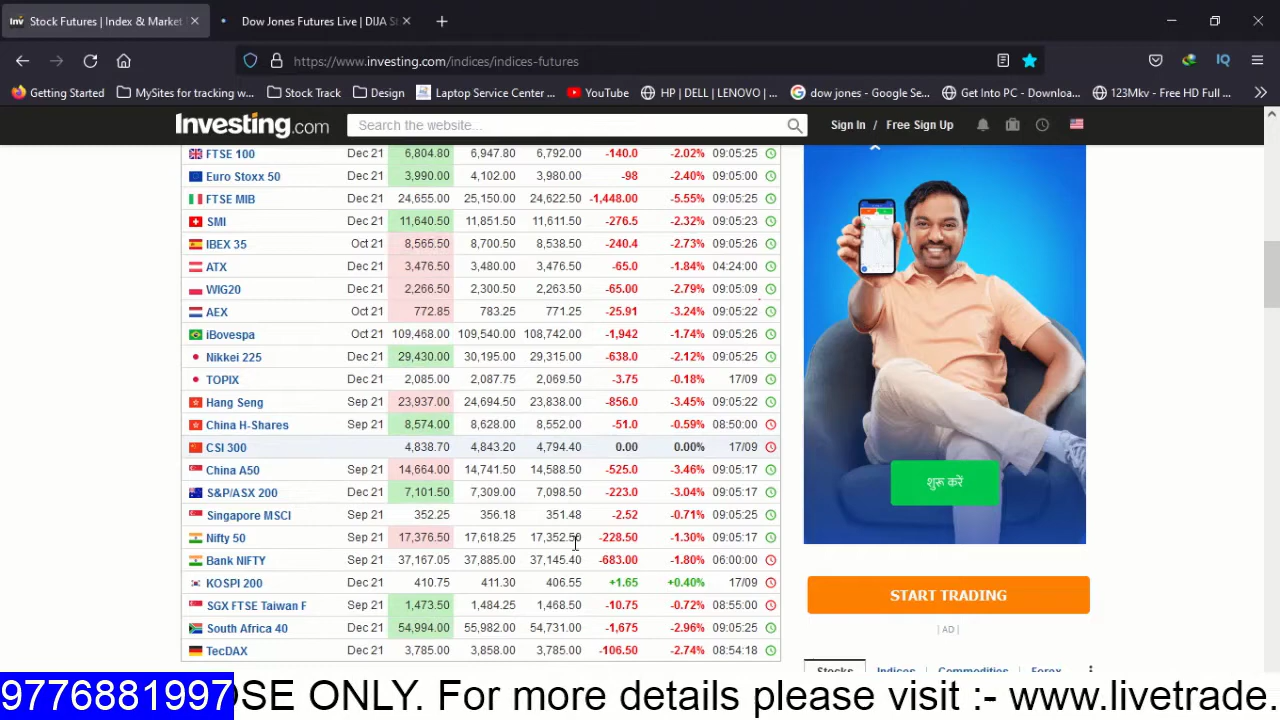 Stock Futures | Index & Market
Dow Jones Futures Live | DIJA S
https://www.investing.com/indices/indices-futures
IQ
Getting Started MySites for tracking w... Stock Track Design Laptop Service Center ... YouTube HP | DELL | LENOVO | ... dow jones - Google Se... Get Into PC - Downloa... 123Mkv - Free HD Full ...
Investing.com Search the website... Sign In / Free Sign Up
FTSE 100 Dec 21 6,804.80 6,947.80 6,792.00 -140.0 -2.02% 09:05:25
Euro Stoxx 50 Dec 21 3,990.00 4,102.00 3,980.00 -98 -2.40% 09:05:00
FTSE MIB Dec 21 24,655.00 25,150.00 24,622.50 -1,448.00 -5.55% 09:05:25
SMI Dec 21 11,640.50 11,851.50 11,611.50 -276.5 -2.32% 09:05:23
IBEX 35 Oct 21 8,565.50 8,700.50 8,538.50 -240.4 -2.73% 09:05:26
ATX Dec 21 3,476.50 3,480.00 3,476.50 -65.0 -1.84% 04:24:00
WIG20 Dec 21 2,266.50 2,300.50 2,263.50 -65.00 -2.79% 09:05:09
AEX Oct 21 772.85 783.25 771.25 -25.91 -3.24% 09:05:22
iBovespa Oct 21 109,468.00 109,540.00 108,742.00 -1,942 -1.74% 09:05:26
Nikkei 225 Dec 21 29,430.00 30,195.00 29,315.00 -638.0 -2.12% 09:05:25
TOPIX Dec 21 2,085.00 2,087.75 2,069.50 -3.75 -0.18% 17/09
Hang Seng Sep 21 23,937.00 24,694.50 23,838.00 -856.0 -3.45% 09:05:22
China H-Shares Sep 21 8,574.00 8,628.00 8,552.00 -51.0 -0.59% 08:50:00
CSI 300 4,838.70 4,843.20 4,794.40 0.00 0.00% 17/09
China A50 Sep 21 14,664.00 14,741.50 14,588.50 -525.0 -3.46% 09:05:17
S&P/ASX 200 Dec 21 7,101.50 7,309.00 7,098.50 -223.0 -3.04% 09:05:17
Singapore MSCI Sep 21 352.25 356.18 351.48 -2.52 -0.71% 09:05:25
Nifty 50 Sep 21 17,376.50 17,618.25 17,352.50 -228.50 -1.30% 09:05:17
Bank NIFTY Sep 21 37,167.05 37,885.00 37,145.40 -683.00 -1.80% 06:00:00
KOSPI 200 Dec 21 410.75 411.30 406.55 +1.65 +0.40% 17/09
SGX FTSE Taiwan F Sep 21 1,473.50 1,484.25 1,468.50 -10.75 -0.72% 08:55:00
South Africa 40 Dec 21 54,994.00 55,982.00 54,731.00 -1,675 -2.96% 09:05:25
TecDAX Dec 21 3,785.00 3,858.00 3,785.00 -106.50 -2.74% 08:54:18
शुरू करें
START TRADING
| AD |
Stocks Indices Commodities Forex
9776881997 OSE ONLY. For more details please visit :- www.livetrade.